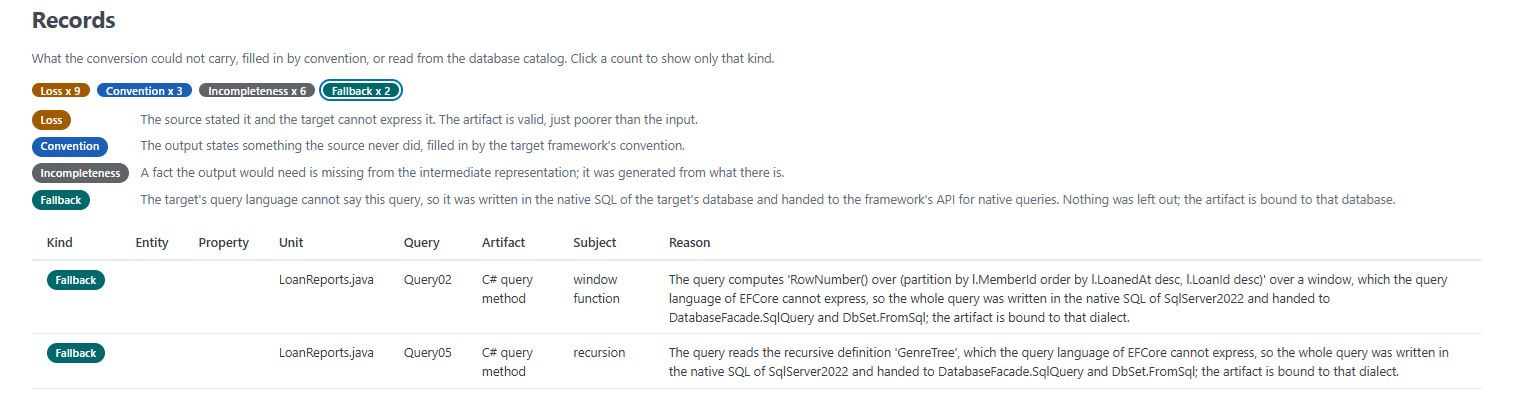 Records
What the conversion could not carry, filled in by convention, or read from the database catalog. Click a count to show only that kind.
Loss x 9 Convention x 3 Incompleteness x 6 Fallback x 2
Loss The source stated it and the target cannot express it. The artifact is valid, just poorer than the input.
Convention The output states something the source never did, filled in by the target framework's convention.
Incompleteness A fact the output would need is missing from the intermediate representation; it was generated from what there is.
Fallback The target's query language cannot say this query, so it was written in the native SQL of the target's database and handed to the framework's API for native queries. Nothing was left out; the artifact is bound to that database.
Kind Entity Property Unit Query Artifact Subject Reason
Fallback LoanReports.java Query02 C# query window The query computes 'RowNumber() over (partition by l.MemberId order by l.LoanedAt desc, l.LoanId desc)' over a window, which the query
method function language of EFCore cannot express, so the whole query was written in the native SQL of SqlServer2022 and handed to
DatabaseFacade.SqlQuery and DbSet.FromSql; the artifact is bound to that dialect.
Fallback LoanReports.java Query05 C# query recursion The query reads the recursive definition 'GenreTree', which the query language of EFCore cannot express, so the whole query was written in
method the native SQL of SqlServer2022 and handed to DatabaseFacade.SqlQuery and DbSet.FromSql; the artifact is bound to that dialect.